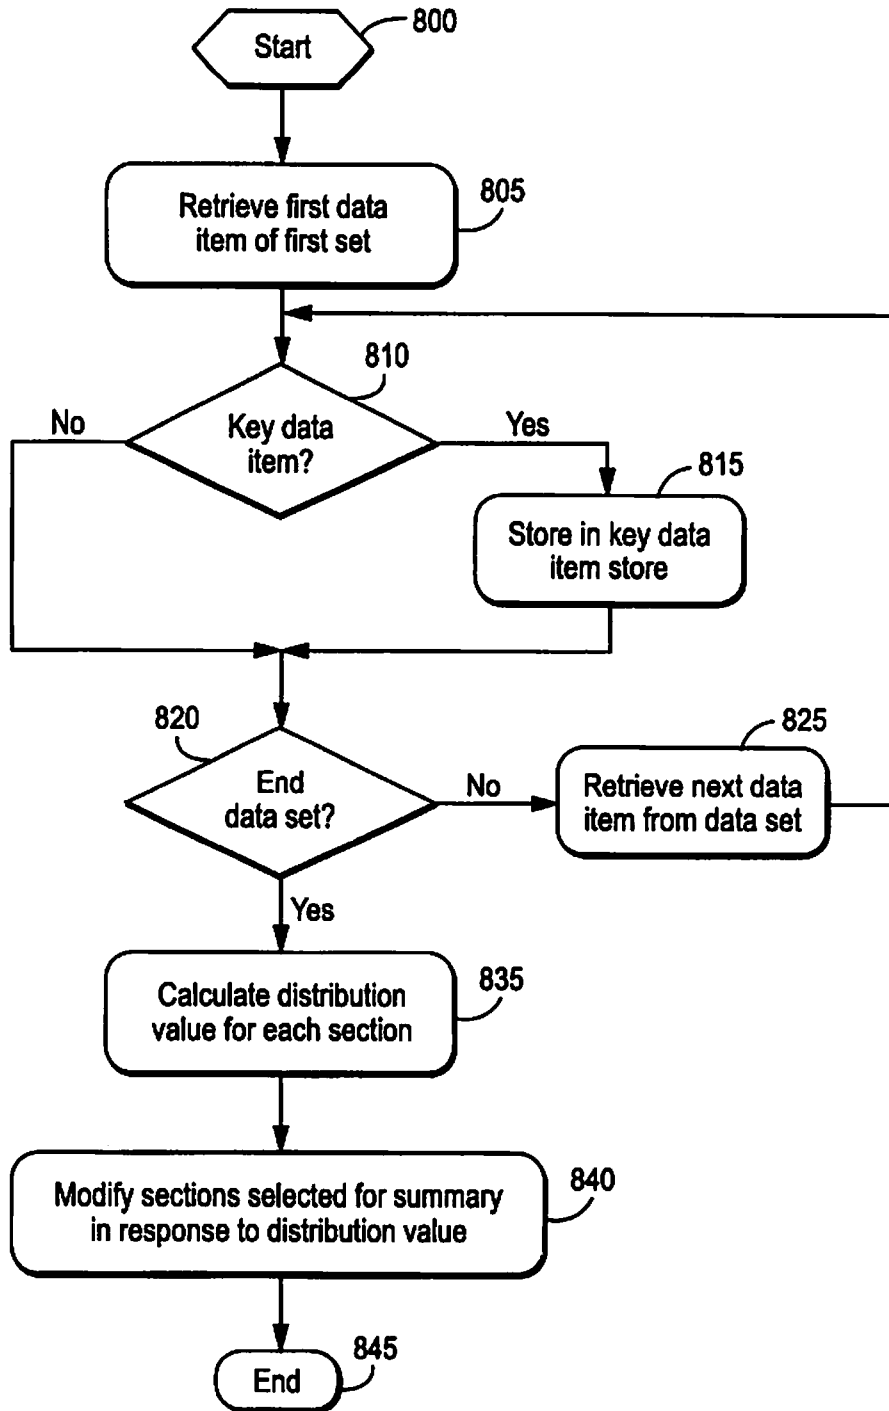 800
Start
805
Retrieve first data
item of first set
810
No
Key data
item?
Yes
815
Store in key data
item store
820
End
data set?
No
825
Retrieve next data
item from data set
Yes
835
Calculate distribution
value for each section
840
Modify sections selected for summary
in response to distribution value
845
End